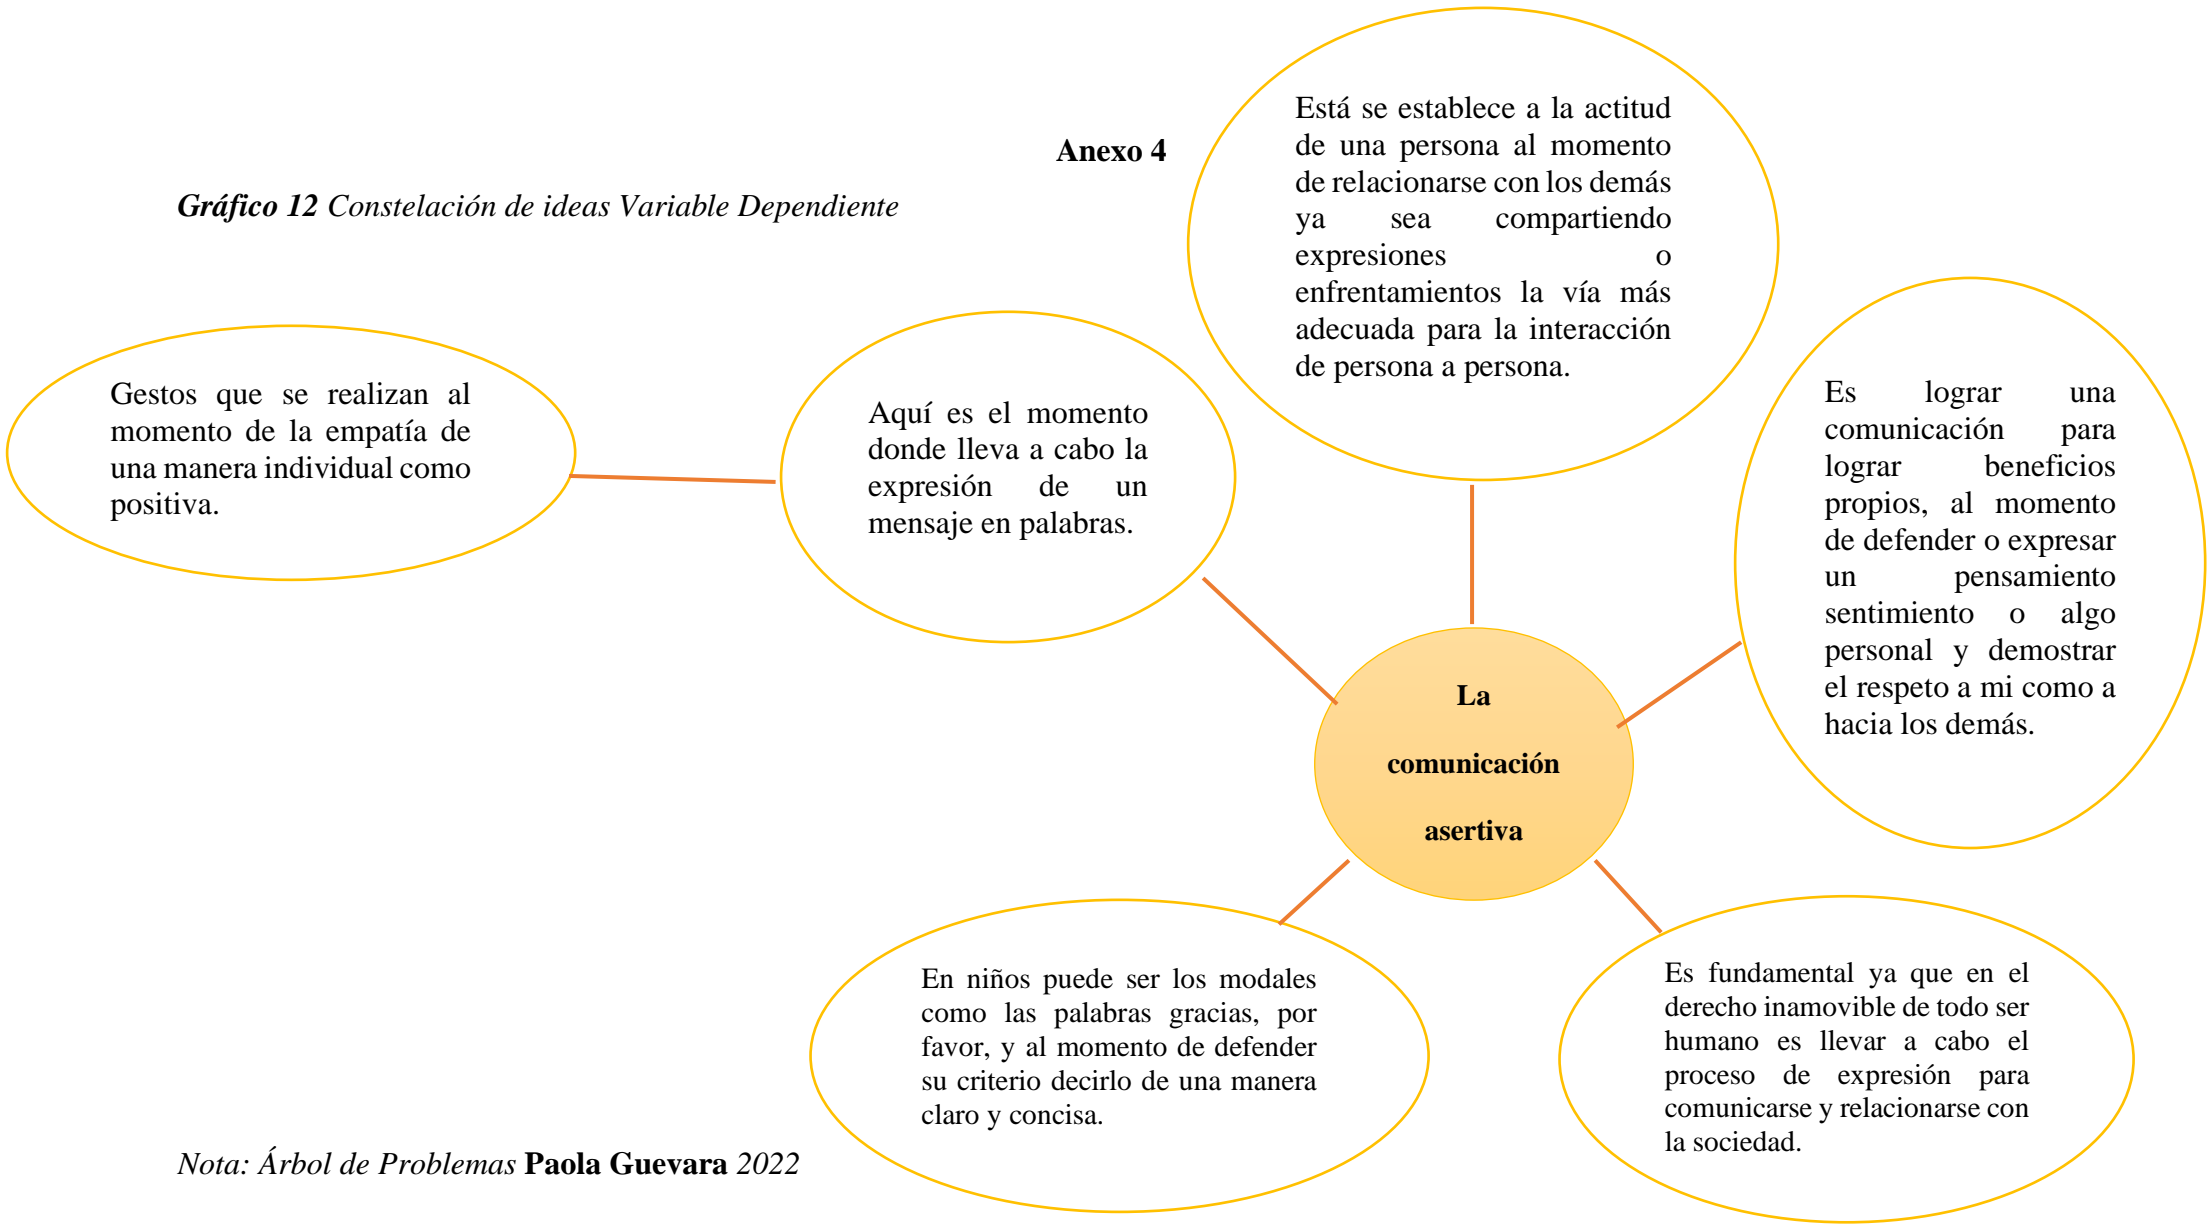 Anexo 4
Gráfico 12 Constelación de ideas Variable Dependiente
Está se establece a la actitud
de una persona al momento
de relacionarse con los demás
ya sea compartiendo
expresiones o
enfrentamientos la vía más
adecuada para la interacción
de persona a persona.
Gestos que se realizan al
momento de la empatía de
una manera individual como
positiva.
Aquí es el momento
donde lleva a cabo la
expresión de un
mensaje en palabras.
Es lograr una
comunicación para
lograr beneficios
propios, al momento
de defender o expresar
un pensamiento
sentimiento o algo
personal y demostrar
el respeto a mi como a
hacia los demás.
La
comunicación
asertiva
En niños puede ser los modales
como las palabras gracias, por
favor, y al momento de defender
su criterio decirlo de una manera
claro y concisa.
Es fundamental ya que en el
derecho inamovible de todo ser
humano es llevar a cabo el
proceso de expresión para
comunicarse y relacionarse con
la sociedad.
Nota: Árbol de Problemas Paola Guevara 2022